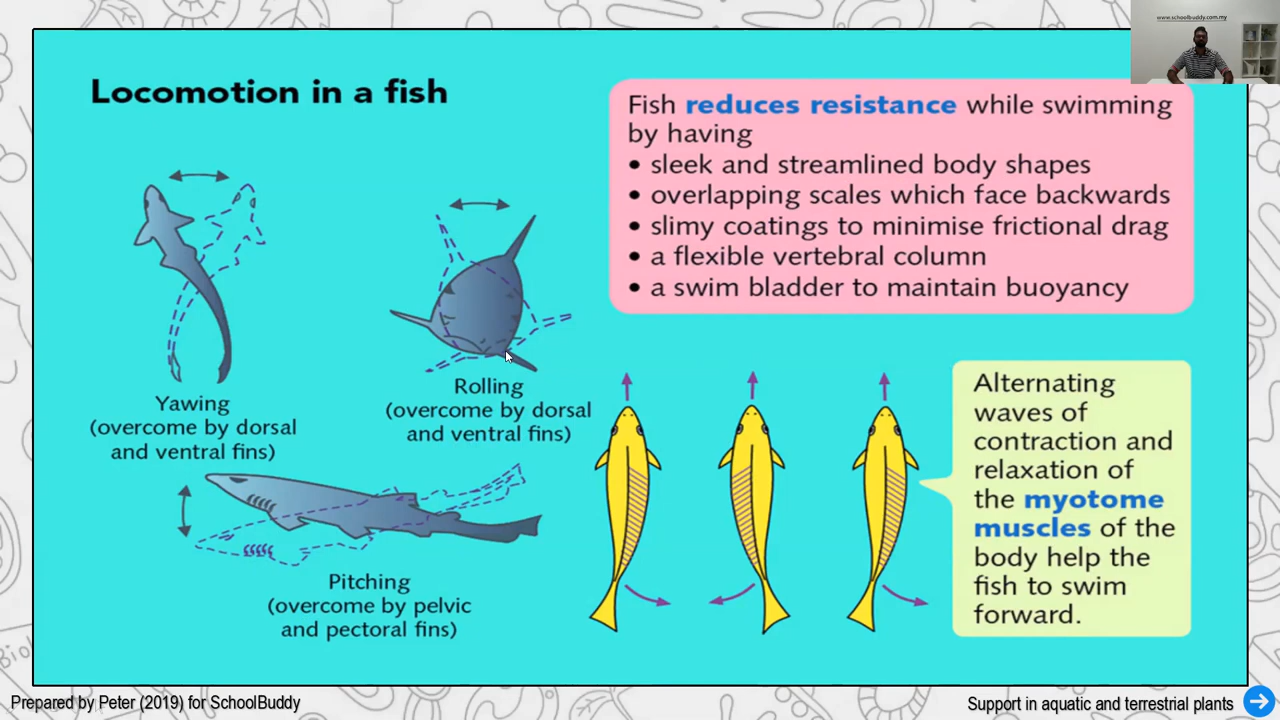 www.schoolbuddy.com.my
Locomotion in a fish
Fish reduces resistance while swimming
by having
• sleek and streamlined body shapes
• overlapping scales which face backwards
• slimy coatings to minimise frictional drag
• a flexible vertebral column
• a swim bladder to maintain buoyancy
Yawing
(overcome by dorsal
and ventral fins)
Rolling
(overcome by dorsal
and ventral fins)
Pitching
(overcome by pelvic
and pectoral fins)
Alternating
waves of
contraction and
relaxation of
the myotome
muscles of the
body help the
fish to swim
forward.
Prepared by Peter (2019) for SchoolBuddy
Support in aquatic and terrestrial plants